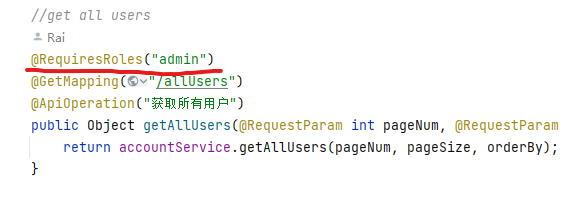 //get all users
Rai
@RequiresRoles("admin")
@GetMapping("/allUsers")
@ApiOperation("获取所有用户")
public Object getAllUsers(@RequestParam int pageNum, @RequestParam
return accountService.getAllUsers(pageNum, pageSize, orderBy);
}